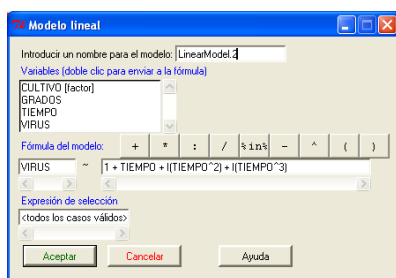 Modelo lineal
Introducir un nombre para el modelo: LinearModel.2
Variables (doble clic para enviar a la fórmula)
CULTIVO [factor]
GRADOS
TIEMPO
VIRUS
Fórmula del modelo: + * : / %in% - ^ ( )
VIRUS ~ 1 + TIEMPO + I(TIEMPO^2) + I(TIEMPO^3)
Expresión de selección
<todos los casos válidos>
Aceptar Cancelar Ayuda